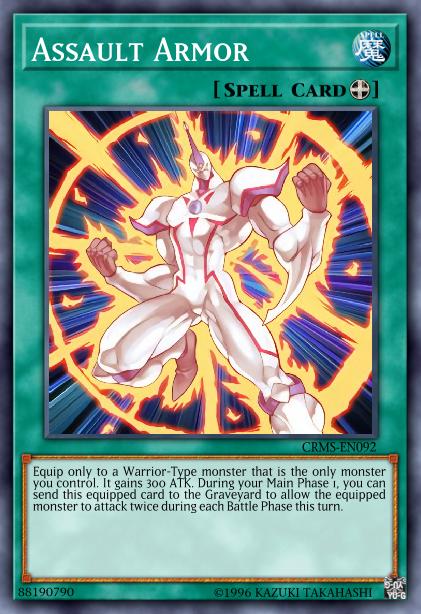 ASSAULT ARMOR
SPELL
魔
[SPELL CARD]
CRMS-EN092
Equip only to a Warrior-Type monster that is the only monster
you control. It gains 300 ATK. During your Main Phase 1, you can
send this equipped card to the Graveyard to allow the equipped
monster to attack twice during each Battle Phase this turn.
88190790
©1996 KAZUKI TAKAHASHI